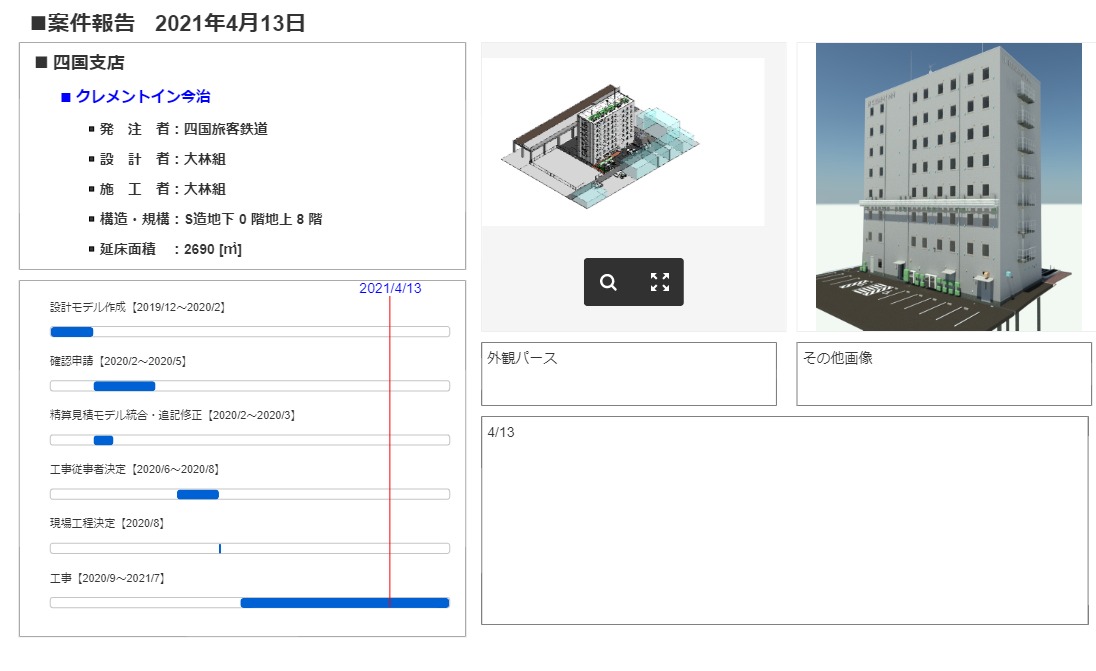 ■案件報告 2021年4月13日
■ 四国支店
■ クレメントイン今治
▪ 発 注 者：四国旅客鉄道
▪ 設 計 者：大林組
▪ 施 工 者：大林組
▪ 構造・規模：S造地下 0 階地上 8 階
▪ 延床面積 ：2690 [㎡]
2021/4/13
設計モデル作成【2019/12～2020/2】
確認申請【2020/2～2020/5】
精算見積モデル統合・追記修正【2020/2～2020/3】
工事従事者決定【2020/6～2020/8】
現場工程決定【2020/8】
工事【2020/9～2021/7】
外観パース
その他画像
4/13